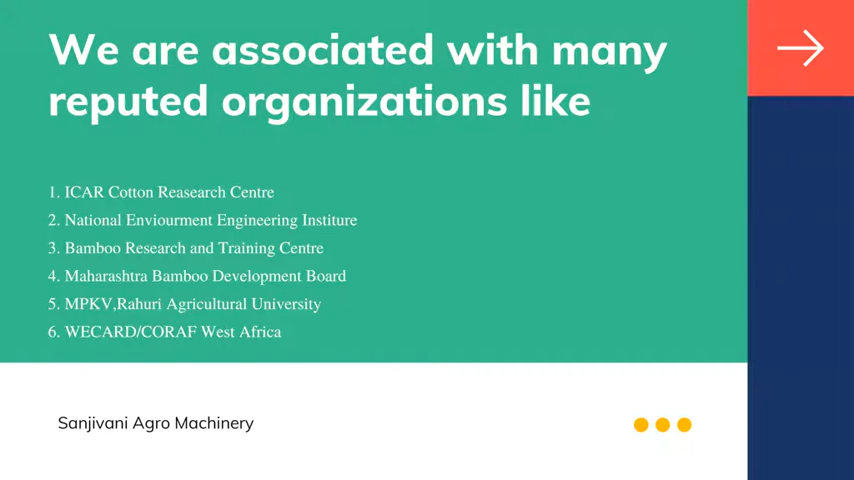 We are associated with many
reputed organizations like
1. ICAR Cotton Reasearch Centre
2. National Enviourment Engineering Institure
3. Bamboo Research and Training Centre
4. Maharashtra Bamboo Development Board
5. MPKV,Rahuri Agricultural University
6. WECARD/CORAF West Africa
Sanjivani Agro Machinery